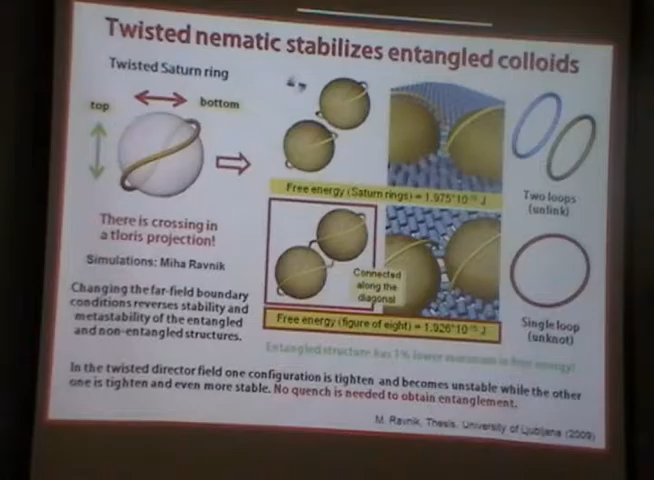 Twisted nematic stabilizes entangled colloids
Twisted Saturn ring
top
bottom
There is crossing in
a tloris projection!
Simulations: Miha Ravnik
Changing the far-field boundary
conditions reverses stability and
metastability of the entangled
and non-entangled structures.
Free energy (Saturn rings) = 1.975*10 J
Connected
along the
diagonal
Free energy (figure of eight) = 1.926*10 J
Two loops
(unlink)
Single loop
(unknot)
Entangled structure has 1% lower in free energy!
In the twisted director field one configuration is tighten and becomes unstable while the other
one is tighten and even more stable. No quench is needed to obtain entanglement.
M. Ravnik, Thesis, University of Ljubljana (2009)